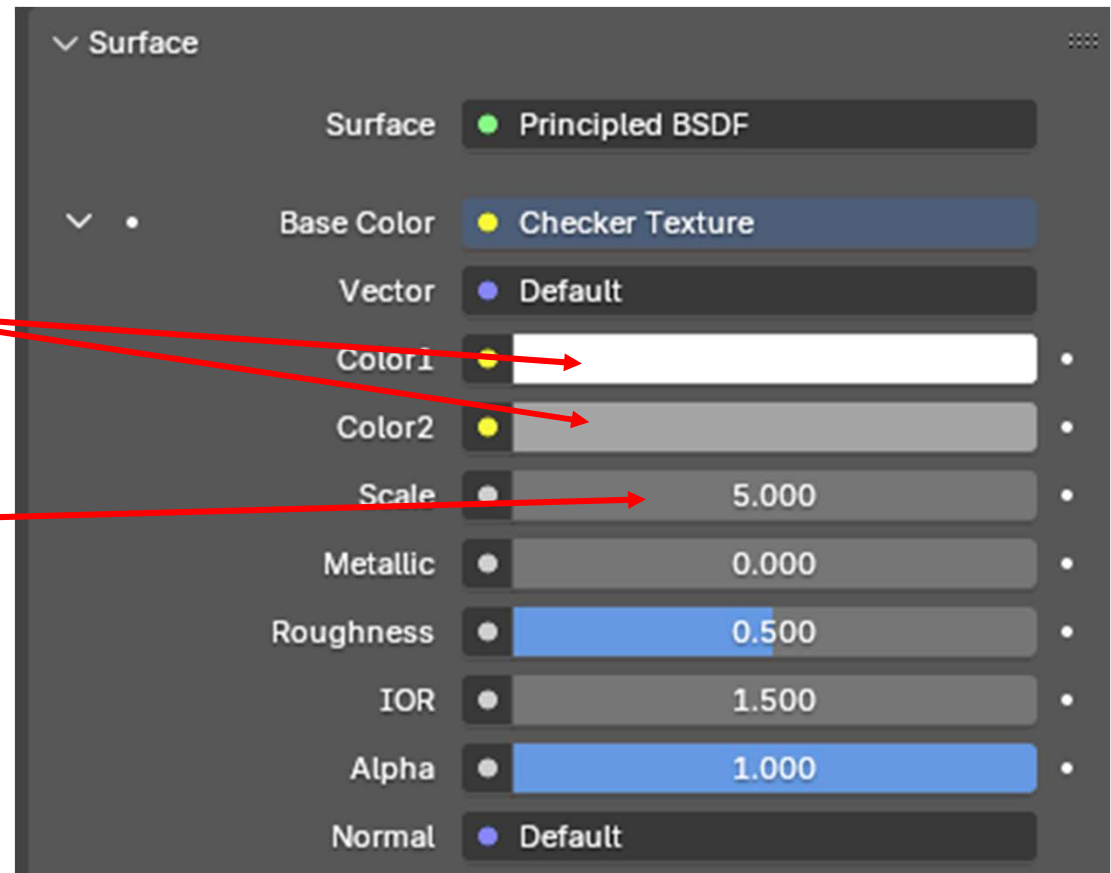 Surface
Surface Principled BSDF
Base Color Checker Texture
Vector Default
Color1
Color2
Scale 5.000
Metallic 0.000
Roughness 0.500
IOR 1.500
Alpha 1.000
Normal Default